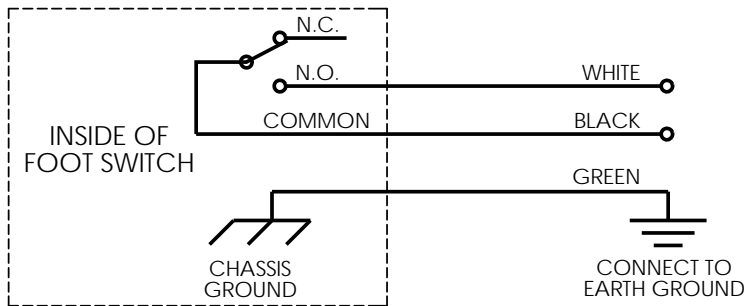 N.C.
N.O.
WHITE
COMMON
BLACK
INSIDE OF
FOOT SWITCH
GREEN
CHASSIS
GROUND
CONNECT TO
EARTH GROUND